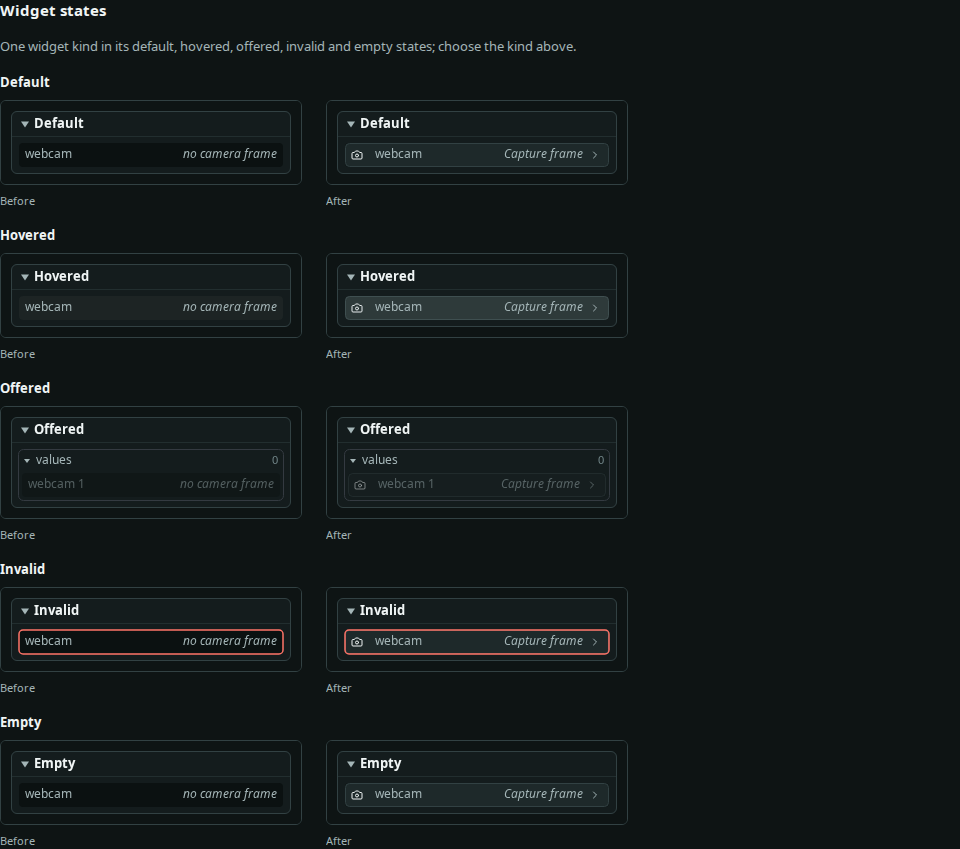 Widget states
One widget kind in its default, hovered, offered, invalid and empty states; choose the kind above.
Default
Default
webcam no camera frame
Default
webcam Capture frame
Before
After
Hovered
Hovered
webcam no camera frame
Hovered
webcam Capture frame
Before
After
Offered
Offered
values 0
webcam 1 no camera frame
Offered
values 0
webcam 1 Capture frame
Before
After
Invalid
Invalid
webcam no camera frame
Invalid
webcam Capture frame
Before
After
Empty
Empty
webcam no camera frame
Empty
webcam Capture frame
Before
After